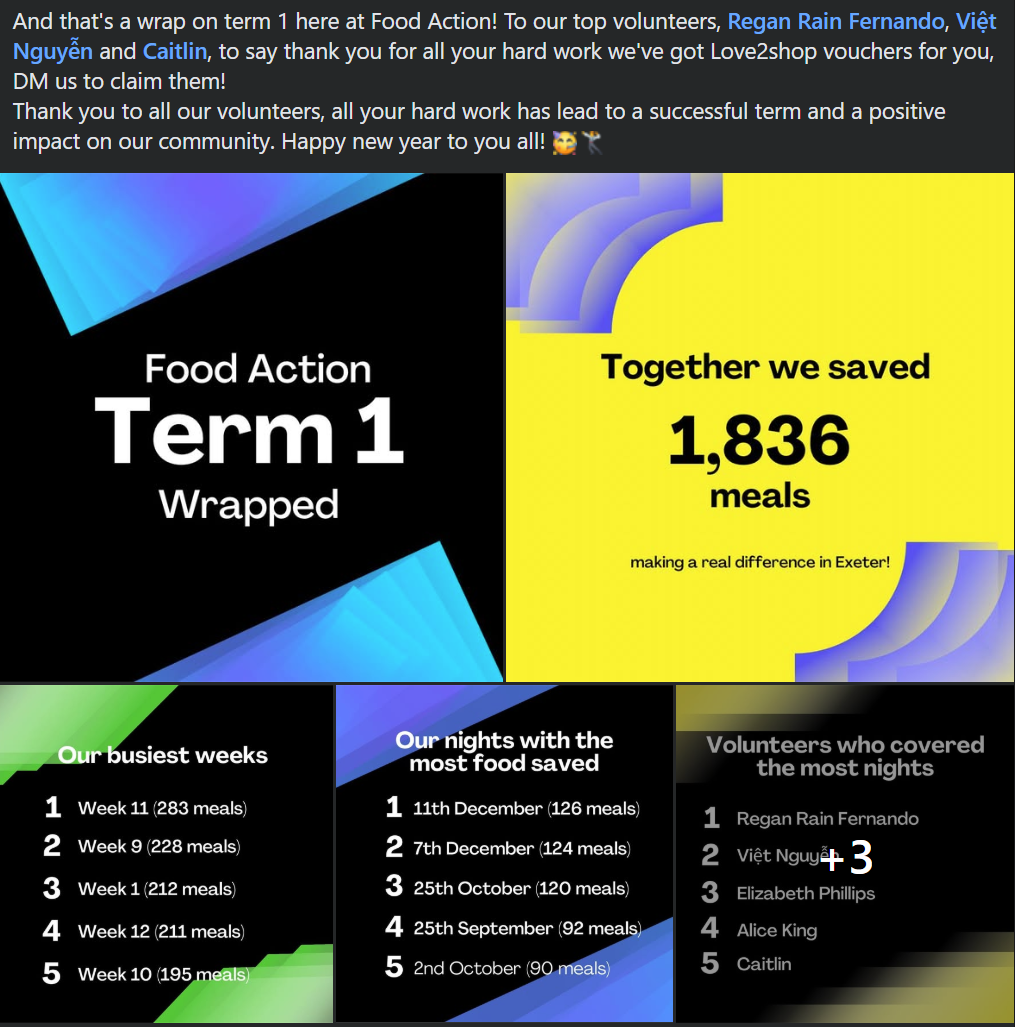 And that's a wrap on term 1 here at Food Action! To our top volunteers, Regan Rain Fernando, Việt
Nguyễn and Caitlin, to say thank you for all your hard work we've got Love2shop vouchers for you,
DM us to claim them!
Thank you to all our volunteers, all your hard work has lead to a successful term and a positive
impact on our community. Happy new year to you all! 🥳🕺
Food Action
Term 1
Wrapped
Together we saved
1,836
meals
making a real difference in Exeter!
Our busiest weeks
1 Week 11 (283 meals)
2 Week 9 (228 meals)
3 Week 1 (212 meals)
4 Week 12 (211 meals)
5 Week 10 (195 meals)
Our nights with the
most food saved
1 11th December (126 meals)
2 7th December (124 meals)
3 25th October (120 meals)
4 25th September (92 meals)
5 2nd October (90 meals)
Volunteers who covered
the most nights
1 Regan Rain Fernando
2 Việt Nguyễn
+3
3 Elizabeth Phillips
4 Alice King
5 Caitlin